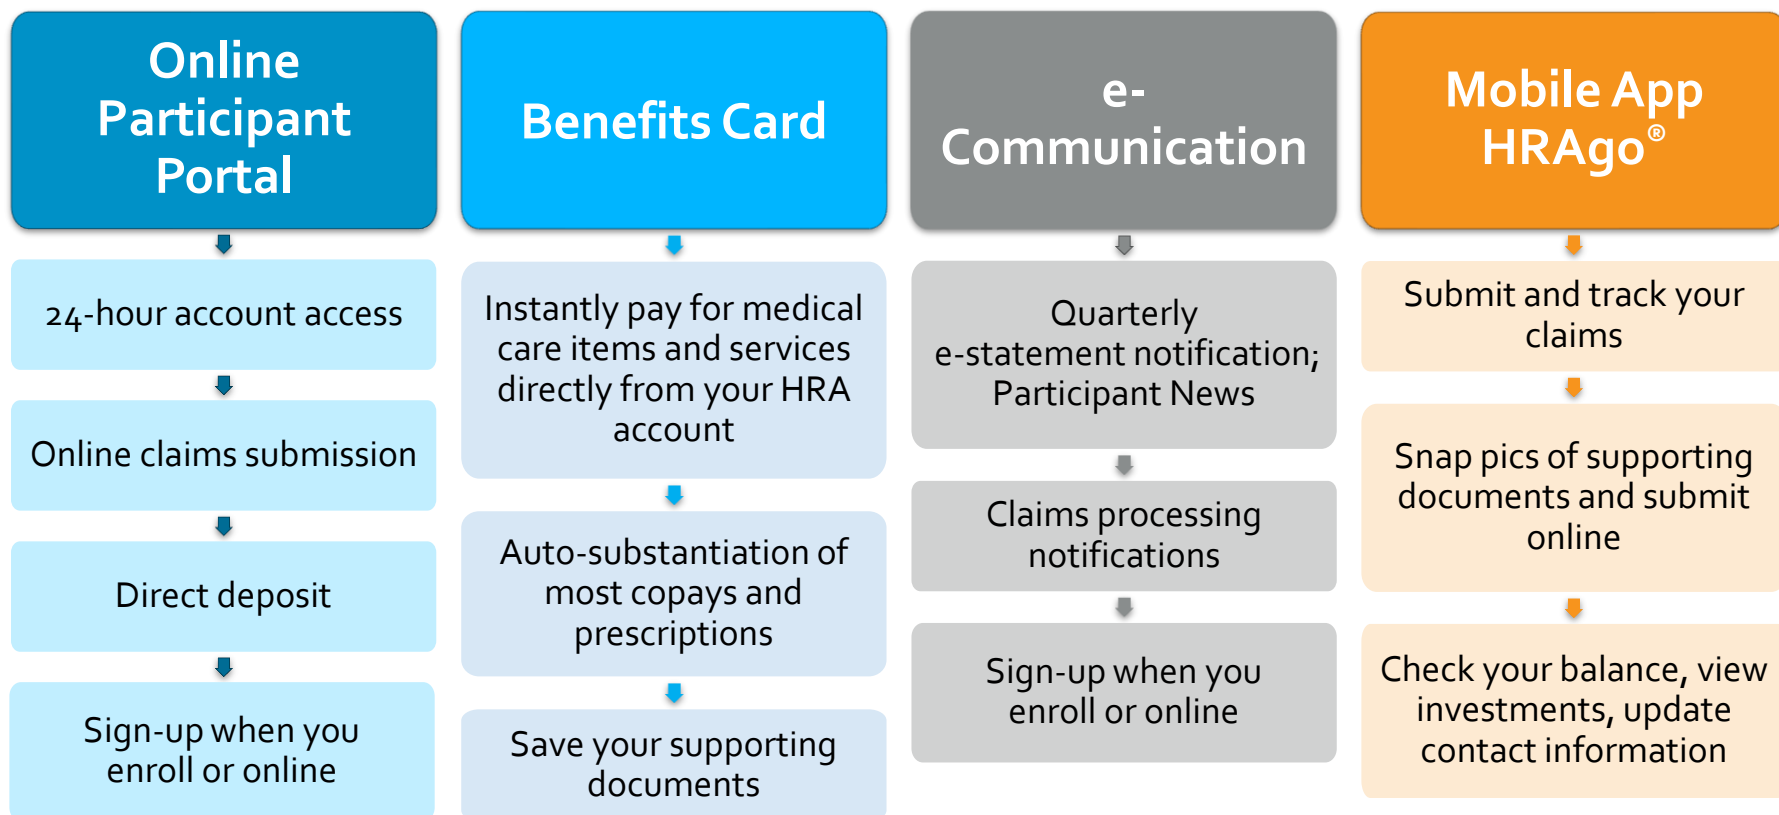 Online
Participant
Portal
24-hour account access
Online claims submission
Direct deposit
Sign-up when you
enroll or online
Benefits Card
Instantly pay for medical
care items and services
directly from your HRA
account
Auto-substantiation of
most copays and
prescriptions
Save your supporting
documents
e-
Communication
Quarterly
e-statement notification;
Participant News
Claims processing
notifications
Sign-up when you
enroll or online
Mobile App
HRAgo®
Submit and track your
claims
Snap pics of supporting
documents and submit
online
Check your balance, view
investments, update
contact information